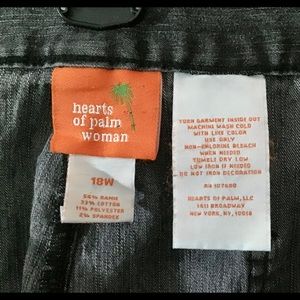 hearts
of palm
woman
18W
33% COTTON
11% POLYESTER
2% SPANDEX
TURN GARMENT INSIDE OUT
MACHINE WASH COLD
WITH LIKE COLOR
USE ONLY
NON-CHLORINE BLEACH
WHEN NEEDED
TUMBLE DRY LOW
LOW IRON IF NEEDED
DO NOT IRON DECORATION
HEARTS OF PALM, LLC
1411 BROADWAY
NEW YORK, NY, 10018